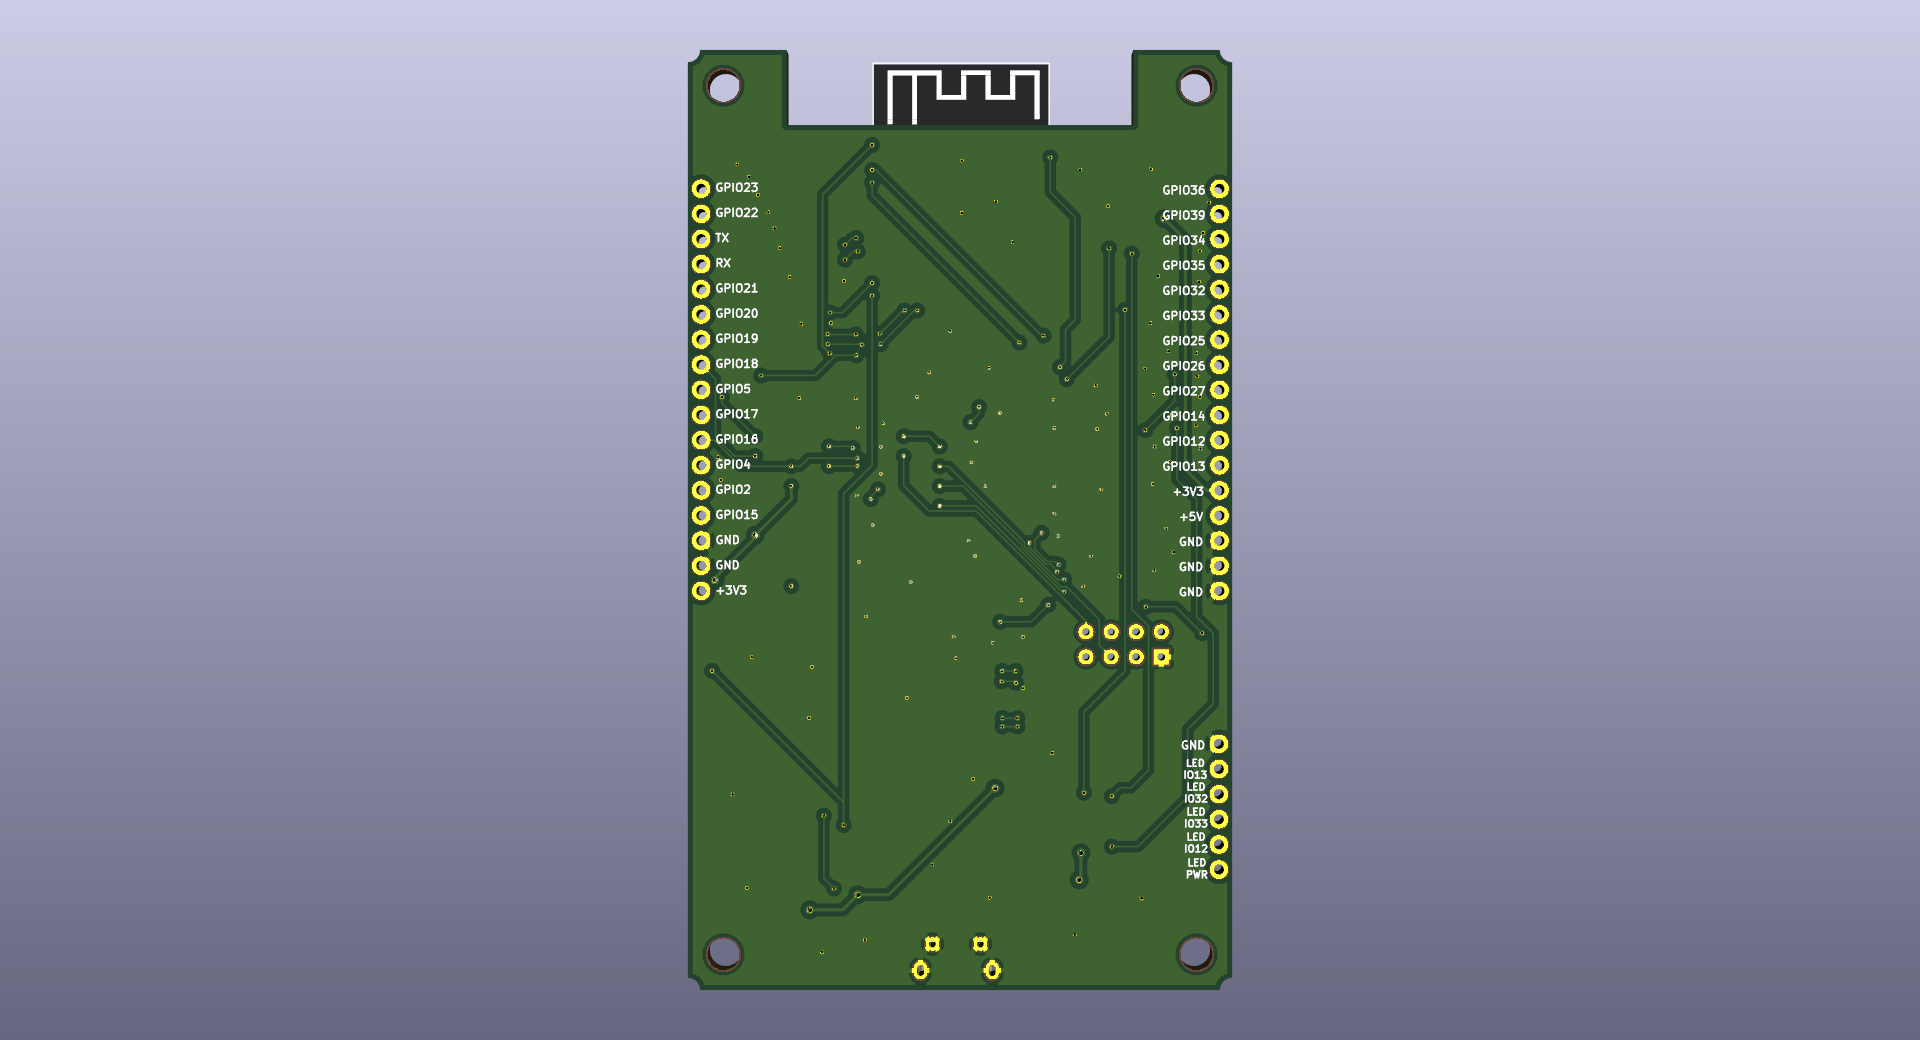 GPIO23
GPIO22
TX
RX
GPIO21
GPIO20
GPIO19
GPIO18
GPIO5
GPIO17
GPIO16
GPIO4
GPIO2
GPIO15
GND
GND
+3V3
GPIO36
GPIO39
GPIO34
GPIO35
GPIO32
GPIO33
GPIO25
GPIO26
GPIO27
GPIO14
GPIO12
GPIO13
+3V3
+5V
GND
GND
GND
GND
LED
IO13
LED
IO32
LED
IO33
LED
IO12
LED
PWR